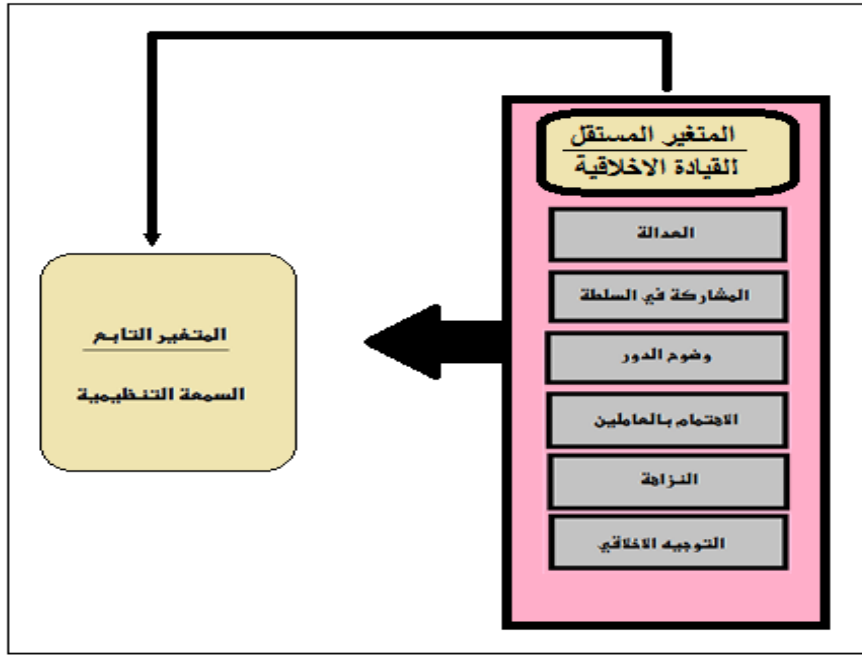 المتغير المستقل
القيادة الاخلاقية
العدالة
المشاركة في السلطة
وضوح الدور
الاهتمام بالعاملين
النزاهة
التوجيه الاخلاقي
المتغير التابع
السمعة التنظيمية